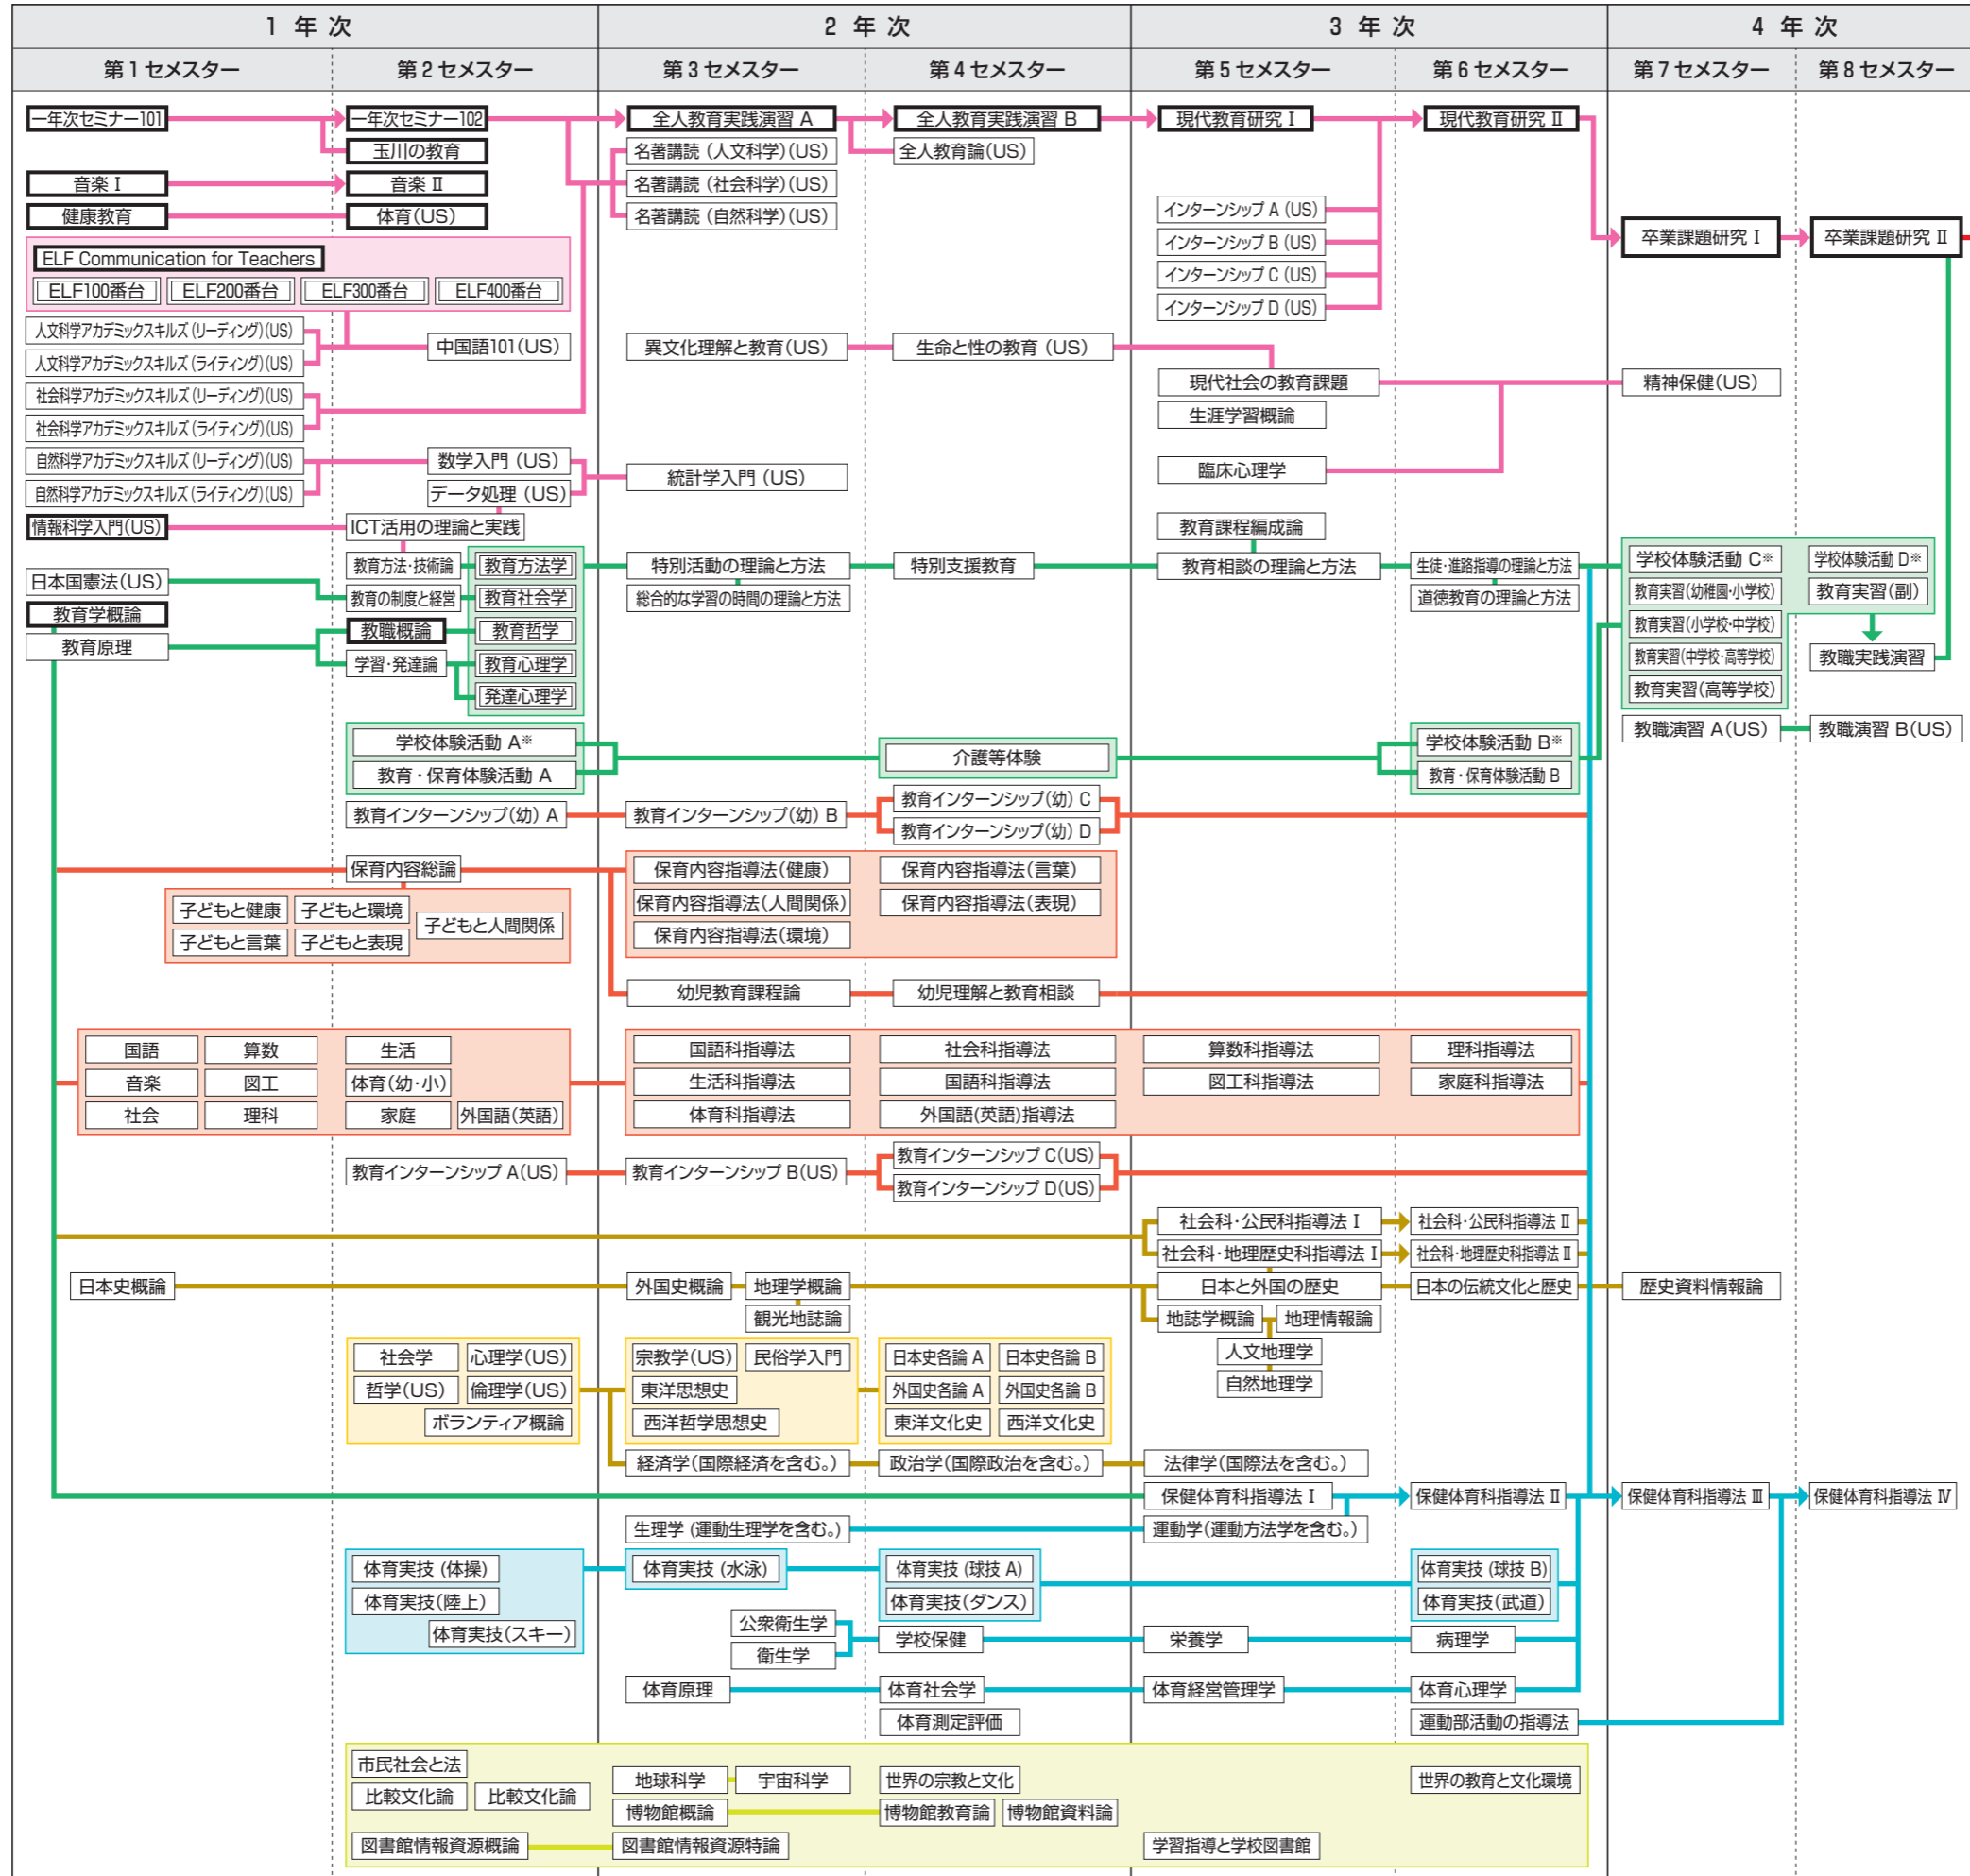 1 年 次 2 年 次 3 年 次 4 年 次
第1セメスター 第2セメスター 第3セメスター 第4セメスター 第5セメスター 第6セメスター 第7セメスター 第8セメスター
一年次セミナー101 一年次セミナー102 全人教育実践演習 A 全人教育実践演習 B 現代教育研究 Ⅰ 現代教育研究 Ⅱ
玉川の教育 名著講読 (人文科学)(US) 全人教育論(US)
音楽 Ⅰ 音楽 Ⅱ 名著講読 (社会科学)(US)
健康教育 体育(US) 名著講読 (自然科学)(US) インターンシップ A (US)
卒業課題研究 Ⅰ 卒業課題研究 Ⅱ
インターンシップ B (US)
ELF Communication for Teachers
インターンシップ C (US)
ELF100番台 ELF200番台 ELF300番台 ELF400番台
インターンシップ D (US)
人文科学アカデミックスキルズ (リーディング)(US)
中国語101(US) 異文化理解と教育(US) 生命と性の教育 (US)
人文科学アカデミックスキルズ (ライティング)(US)
現代社会の教育課題 精神保健(US)
社会科学アカデミックスキルズ (リーディング)(US)
生涯学習概論
社会科学アカデミックスキルズ (ライティング)(US)
自然科学アカデミックスキルズ (リーディング)(US) 数学入門 (US)
統計学入門 (US) 臨床心理学
自然科学アカデミックスキルズ (ライティング)(US) データ処理 (US)
情報科学入門(US) ICT活用の理論と実践 教育課程編成論
教育方法・技術論 教育方法学 特別活動の理論と方法 特別支援教育 教育相談の理論と方法 生徒・進路指導の理論と方法 学校体験活動 C※ 学校体験活動 D※
日本国憲法(US)
教育の制度と経営 教育社会学 総合的な学習の時間の理論と方法 道徳教育の理論と方法 教育実習(幼稚園・小学校) 教育実習(副)
教育学概論
教職概論 教育哲学 教育実習(小学校・中学校)
教育原理
学習・発達論 教育心理学 教育実習(中学校・高等学校) 教職実践演習
発達心理学 教育実習(高等学校)
教職演習 A(US) 教職演習 B(US)
学校体験活動 A※ 学校体験活動 B※
介護等体験
教育・保育体験活動 A 教育・保育体験活動 B
教育インターンシップ(幼) C
教育インターンシップ(幼) A 教育インターンシップ(幼) B
教育インターンシップ(幼) D
保育内容総論 保育内容指導法(健康) 保育内容指導法(言葉)
保育内容指導法(人間関係) 保育内容指導法(表現)
子どもと健康 子どもと環境
子どもと人間関係
子どもと言葉 子どもと表現 保育内容指導法(環境)
幼児教育課程論 幼児理解と教育相談
国語 算数 生活 国語科指導法 社会科指導法 算数科指導法 理科指導法
音楽 図工 体育(幼・小) 生活科指導法 国語科指導法 図工科指導法 家庭科指導法
社会 理科 家庭 外国語(英語) 体育科指導法 外国語(英語)指導法
教育インターンシップ C(US)
教育インターンシップ A(US) 教育インターンシップ B(US)
教育インターンシップ D(US)
社会科・公民科指導法 Ⅰ 社会科・公民科指導法 Ⅱ
社会科・地理歴史科指導法 Ⅰ 社会科・地理歴史科指導法 Ⅱ
日本史概論 外国史概論 地理学概論 日本と外国の歴史 日本の伝統文化と歴史 歴史資料情報論
観光地誌論 地誌学概論 地理情報論
社会学 心理学(US) 宗教学(US) 民俗学入門 日本史各論 A 日本史各論 B 人文地理学
哲学(US) 倫理学(US) 東洋思想史 外国史各論 A 外国史各論 B 自然地理学
ボランティア概論 西洋哲学思想史 東洋文化史 西洋文化史
経済学(国際経済を含む。) 政治学(国際政治を含む。) 法律学(国際法を含む。)
保健体育科指導法 Ⅰ 保健体育科指導法 Ⅱ 保健体育科指導法 Ⅲ 保健体育科指導法 Ⅳ
生理学 (運動生理学を含む。) 運動学(運動方法学を含む。)
体育実技 (体操) 体育実技 (水泳) 体育実技 (球技 A) 体育実技 (球技 B)
体育実技(陸上) 体育実技(ダンス) 体育実技(武道)
体育実技(スキー) 公衆衛生学
学校保健 栄養学 病理学
衛生学
体育原理 体育社会学 体育経営管理学 体育心理学
体育測定評価 運動部活動の指導法
市民社会と法
地球科学 宇宙科学 世界の宗教と文化 世界の教育と文化環境
比較文化論 比較文化論
博物館概論 博物館教育論 博物館資料論
図書館情報資源概論 図書館情報資源特論 学習指導と学校図書館